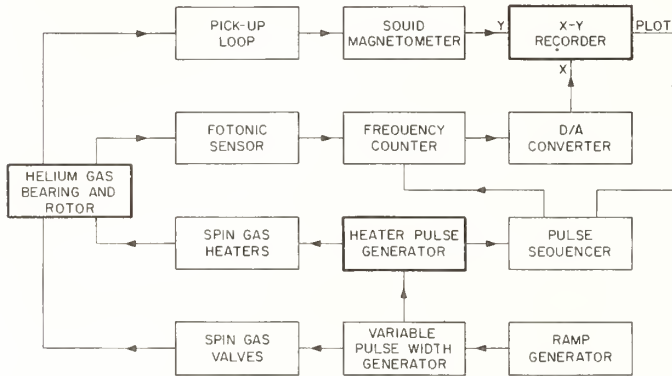 PICK-UP
LOOP
SQUID
MAGNETOMETER
Y
X-Y
RECORDER
PLOT
X
FOTONIC
SENSOR
FREQUENCY
COUNTER
D/A
CONVERTER
HELIUM GAS
BEARING AND
ROTOR
SPIN GAS
HEATERS
HEATER PULSE
GENERATOR
PULSE
SEQUENCER
SPIN GAS
VALVES
VARIABLE
PULSE WIDTH
GENERATOR
RAMP
GENERATOR